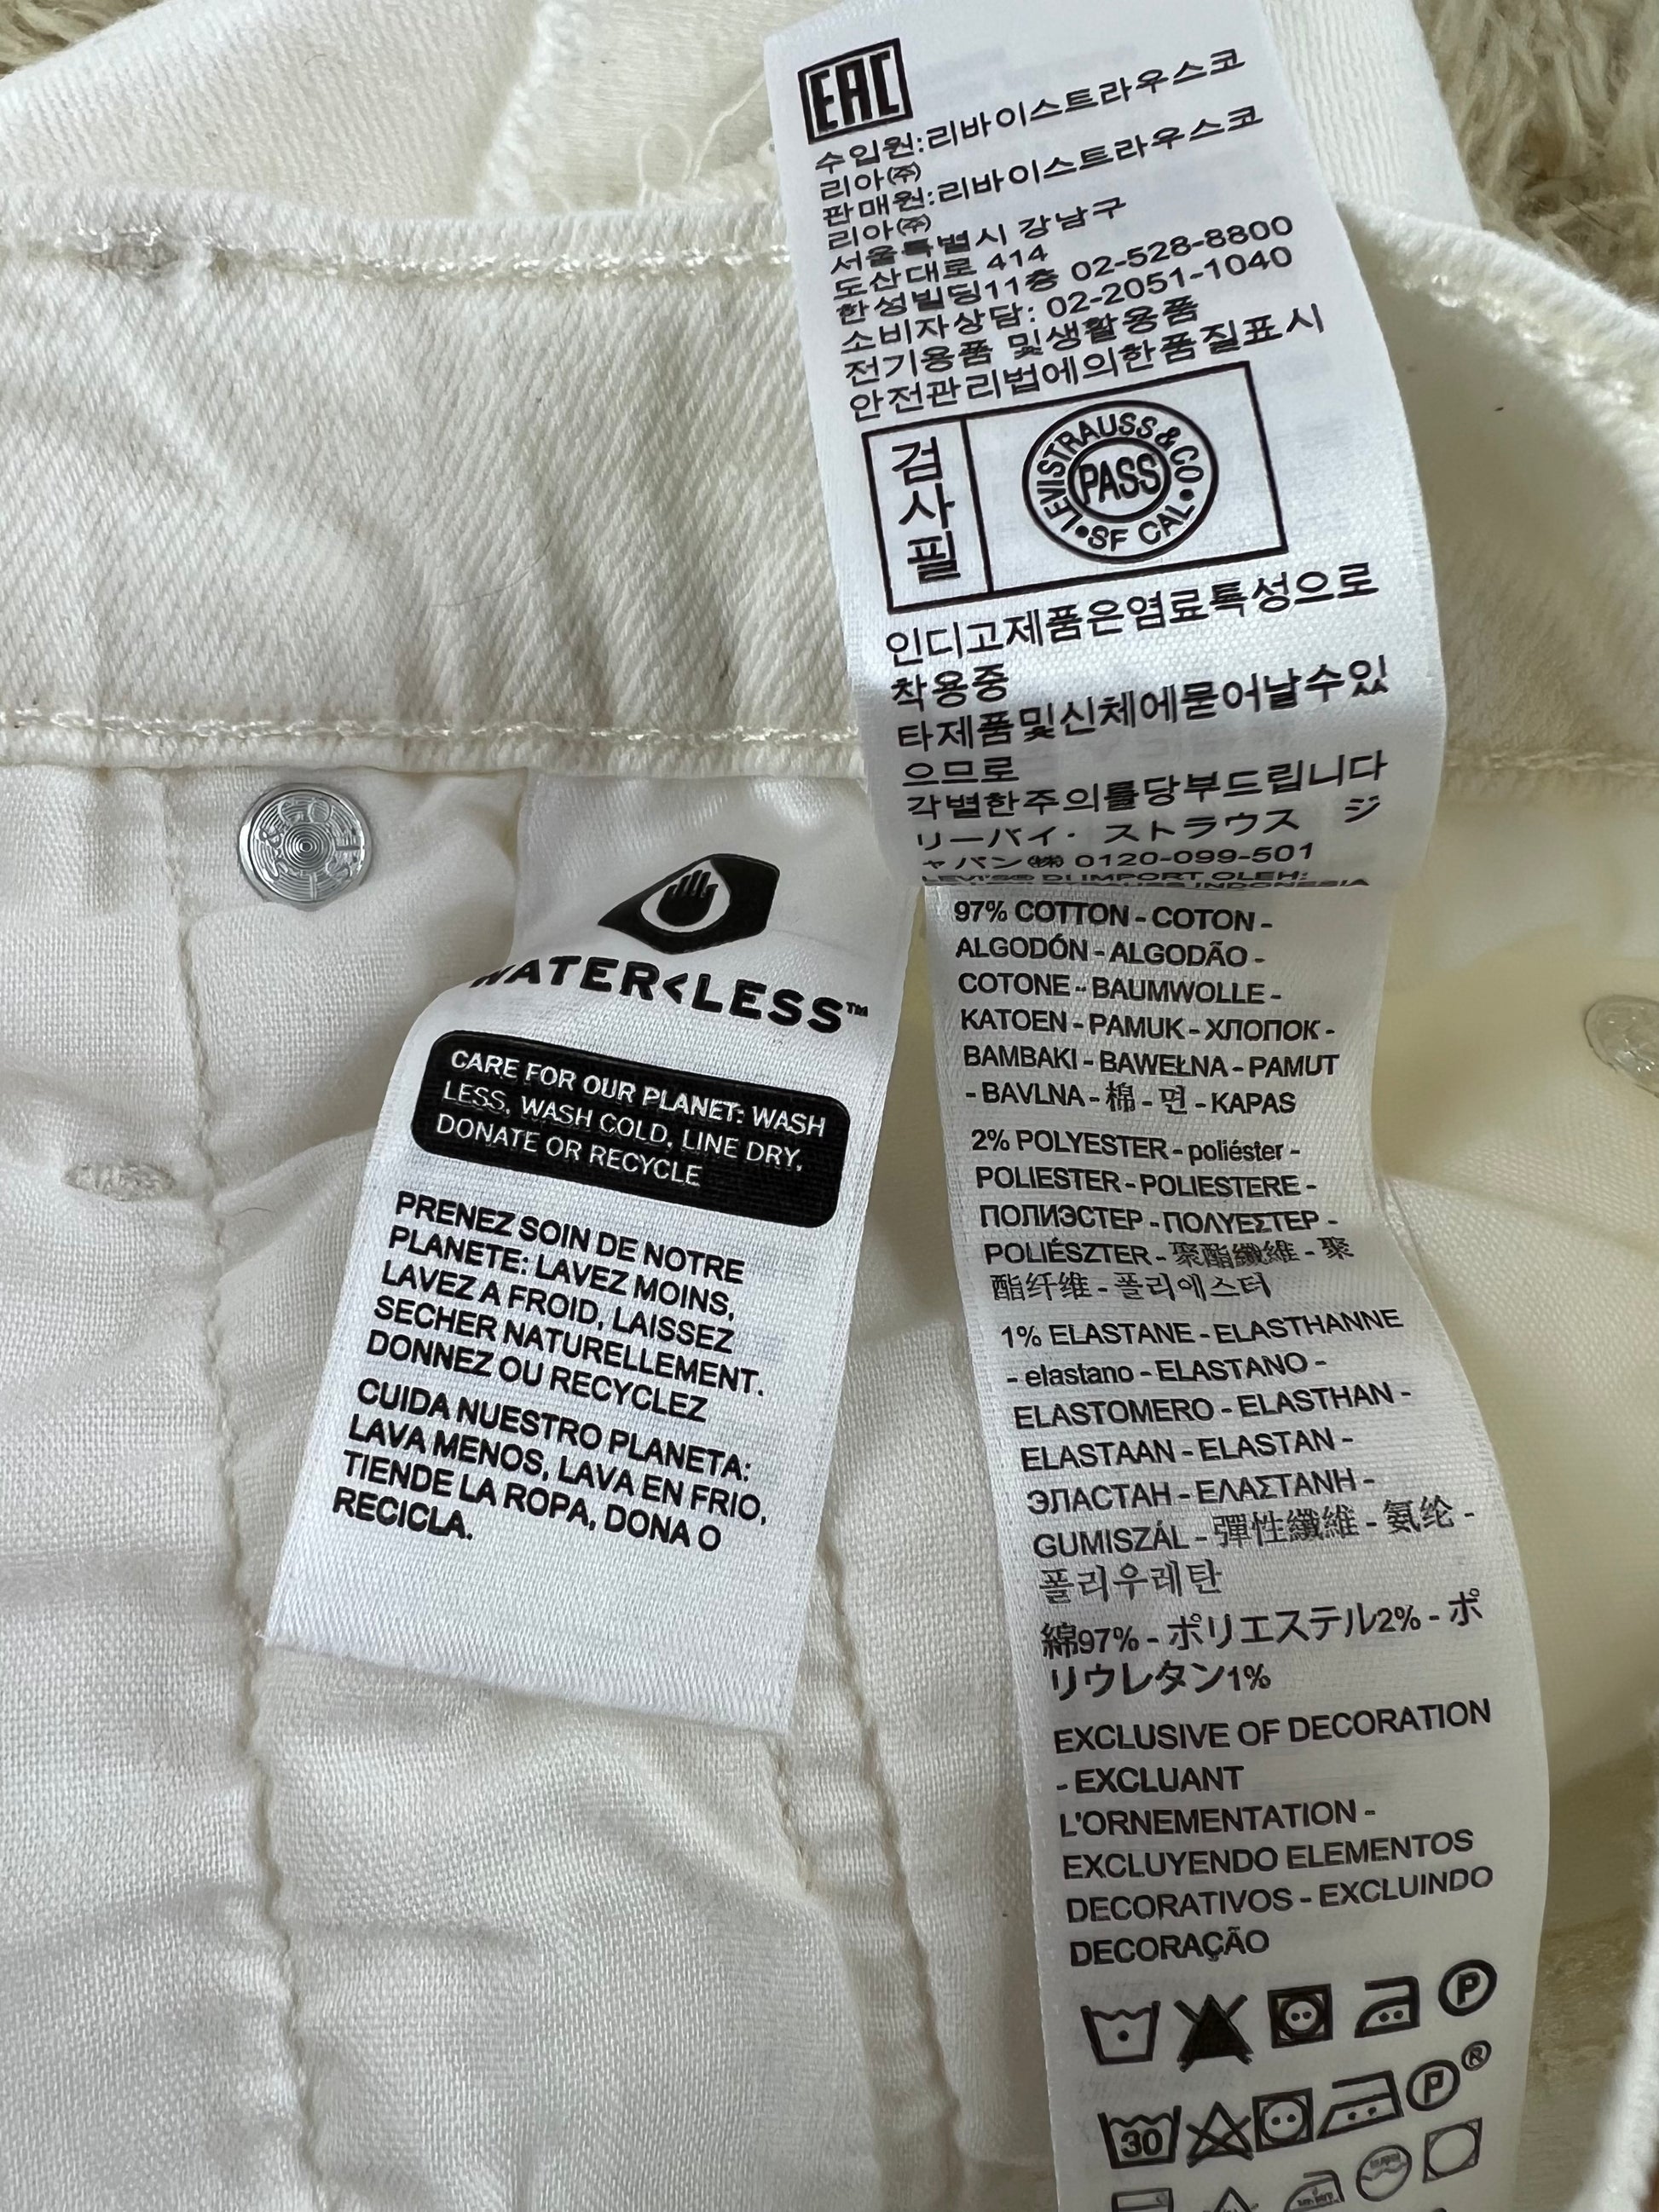 EAC
수입원:리바이스트라우스코
리아㈜
판매원:리바이스트라우스코
리아㈜
서울특별시 강남구
도산대로 414
한성빌딩11층 02-528-8800
소비자상담: 02-2051-1040
전기용품 및생활용품
안전관리법에의한품질표시
검
사
필
LEVI STRAUSS & CO
PASS
SF CAL
인디고제품은염료특성으로
착용중
타제품및신체에묻어날수있
으므로
각별한주의를당부드립니다
リーバイ・ストラウス ジ
ャパン㈱ 0120-099-501
LEVI'S® DI IMPORT OLEH:
INDONESIA
97% COTTON - COTON -
ALGODÓN - ALGODÃO -
COTONE - BAUMWOLLE -
KATOEN - PAMUK - ХЛОПОК -
BAMBAKI - BAWEŁNA - PAMUT
- BAVLNA - 棉 - 면 - KAPAS
2% POLYESTER - poliéster -
POLIESTER - POLIESTERE -
ПОЛИЭСТЕР - ΠΟΛΥΕΣΤΕΡ -
POLIÉSZTER - 聚酯纖維 - 聚
酯纤维 - 폴리에스터
1% ELASTANE - ELASTHANNE
- elastano - ELASTANO -
ELASTOMERO - ELASTHAN -
ELASTAAN - ELASTAN -
ЭЛАСТАН - ΕΛΑΣΤΑΝΗ -
GUMISZÁL - 彈性纖維 - 氨纶 -
폴리우레탄
綿97% - ポリエステル2% - ポ
リウレタン1%
EXCLUSIVE OF DECORATION
- EXCLUANT
L'ORNEMENTATION -
EXCLUYENDO ELEMENTOS
DECORATIVOS - EXCLUINDO
DECORAÇÃO
P
30
P ®
WATER<LESS™
CARE FOR OUR PLANET: WASH
LESS, WASH COLD, LINE DRY,
DONATE OR RECYCLE
PRENEZ SOIN DE NOTRE
PLANETE: LAVEZ MOINS,
LAVEZ A FROID, LAISSEZ
SECHER NATURELLEMENT.
DONNEZ OU RECYCLEZ
CUIDA NUESTRO PLANETA:
LAVA MENOS, LAVA EN FRIO,
TIENDE LA ROPA, DONA O
RECICLA.